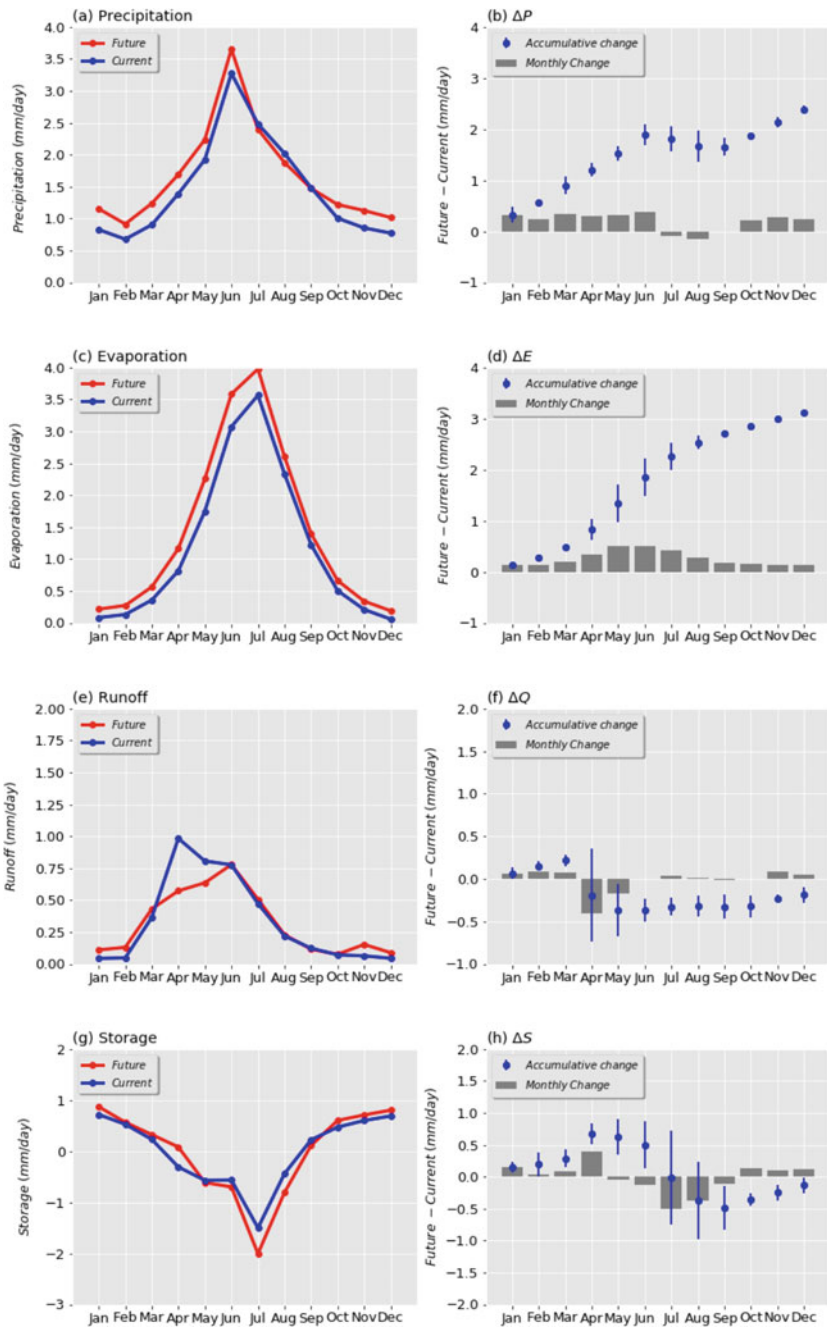 (a) Precipitation
Precipitation (mm/day)
4.0
3.5
3.0
2.5
2.0
1.5
1.0
0.5
0.0
Future
Current
Jan Feb Mar Apr May Jun Jul Aug Sep Oct Nov Dec
(b) ΔP
Future − Current (mm/day)
4
3
2
1
0
−1
Accumulative change
Monthly Change
Jan Feb Mar Apr May Jun Jul Aug Sep Oct Nov Dec
(c) Evaporation
Evaporation (mm/day)
4.0
3.5
3.0
2.5
2.0
1.5
1.0
0.5
0.0
Future
Current
Jan Feb Mar Apr May Jun Jul Aug Sep Oct Nov Dec
(d) ΔE
Future − Current (mm/day)
4
3
2
1
0
−1
Accumulative change
Monthly Change
Jan Feb Mar Apr May Jun Jul Aug Sep Oct Nov Dec
(e) Runoff
Runoff (mm/day)
2.00
1.75
1.50
1.25
1.00
0.75
0.50
0.25
0.00
Future
Current
Jan Feb Mar Apr May Jun Jul Aug Sep Oct Nov Dec
(f) ΔQ
Future − Current (mm/day)
2.0
1.5
1.0
0.5
0.0
−0.5
−1.0
Accumulative change
Monthly Change
Jan Feb Mar Apr May Jun Jul Aug Sep Oct Nov Dec
(g) Storage
Storage (mm/day)
2
1
0
−1
−2
−3
Future
Current
Jan Feb Mar Apr May Jun Jul Aug Sep Oct Nov Dec
(h) ΔS
Future − Current (mm/day)
2.0
1.5
1.0
0.5
0.0
−0.5
−1.0
−1.5
−2.0
Accumulative change
Monthly Change
Jan Feb Mar Apr May Jun Jul Aug Sep Oct Nov Dec